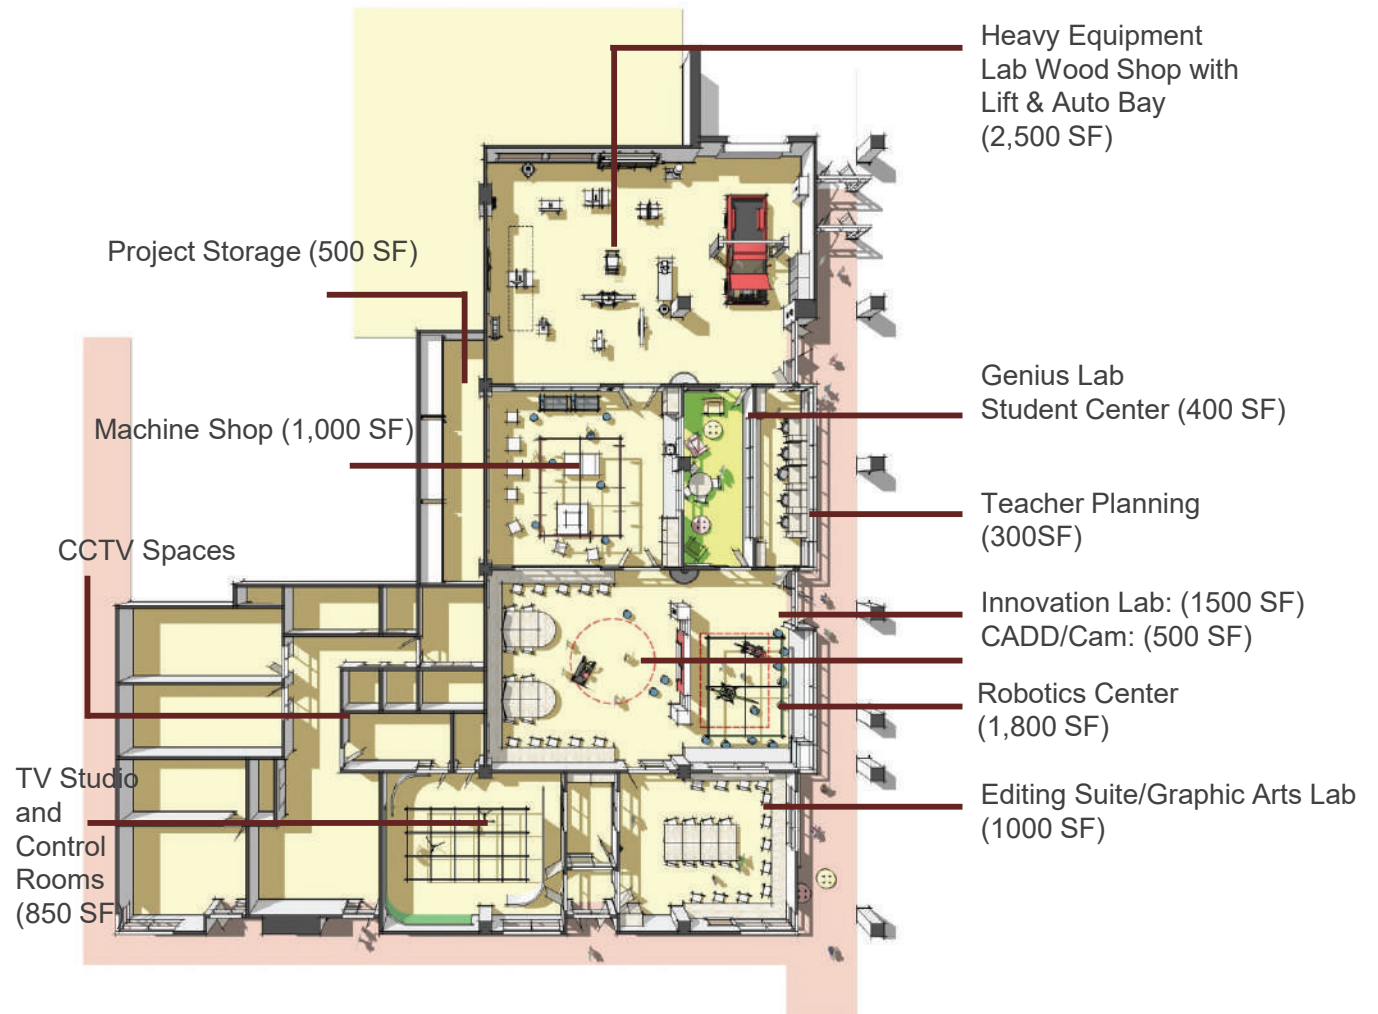 Heavy Equipment
Lab Wood Shop with
Lift & Auto Bay
(2,500 SF)
Project Storage (500 SF)
Genius Lab
Student Center (400 SF)
Machine Shop (1,000 SF)
Teacher Planning
(300SF)
CCTV Spaces
Innovation Lab: (1500 SF)
CADD/Cam: (500 SF)
Robotics Center
(1,800 SF)
TV Studio
and
Control
Rooms
(850 SF)
Editing Suite/Graphic Arts Lab
(1000 SF)